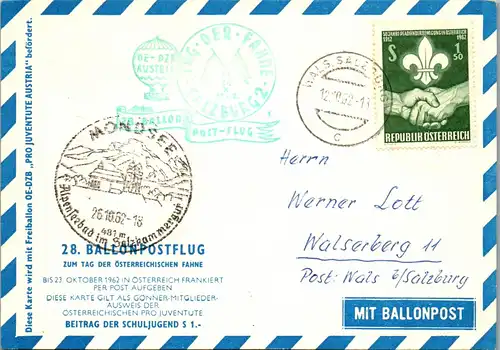 Diese Karte wird mit Freiballon OE-DZB „PRO JUVENTUTE AUSTRIA" befördert.
OE-DZB
TAG·DER·FAHNE
BALLON
POST-FLUG
WALS, SALZBURG
12.10.62-11
c
50 JAHRE PFADFINDERBEWEGUNG IN ÖSTERREICH
1912
1962
S
1
50
REPUBLIK ÖSTERREICH
MONDSEE
26.10.62-18
481 m
Alpenseebad im Salzkammergut
Herrn
Werner Lott
Walserberg 11
Post: Wals b/Salzburg
28. BALLONPOSTFLUG
ZUM TAG DER ÖSTERREICHISCHEN FAHNE
BIS 23. OKTOBER 1962 IN ÖSTERREICH FRANKIERT
PER POST AUFGEBEN
DIESE KARTE GILT ALS GÖNNER-MITGLIEDER-
AUSWEIS DER
ÖSTERREICHISCHEN PRO JUVENTUTE
BEITRAG DER SCHULJUGEND S 1.-
MIT BALLONPOST